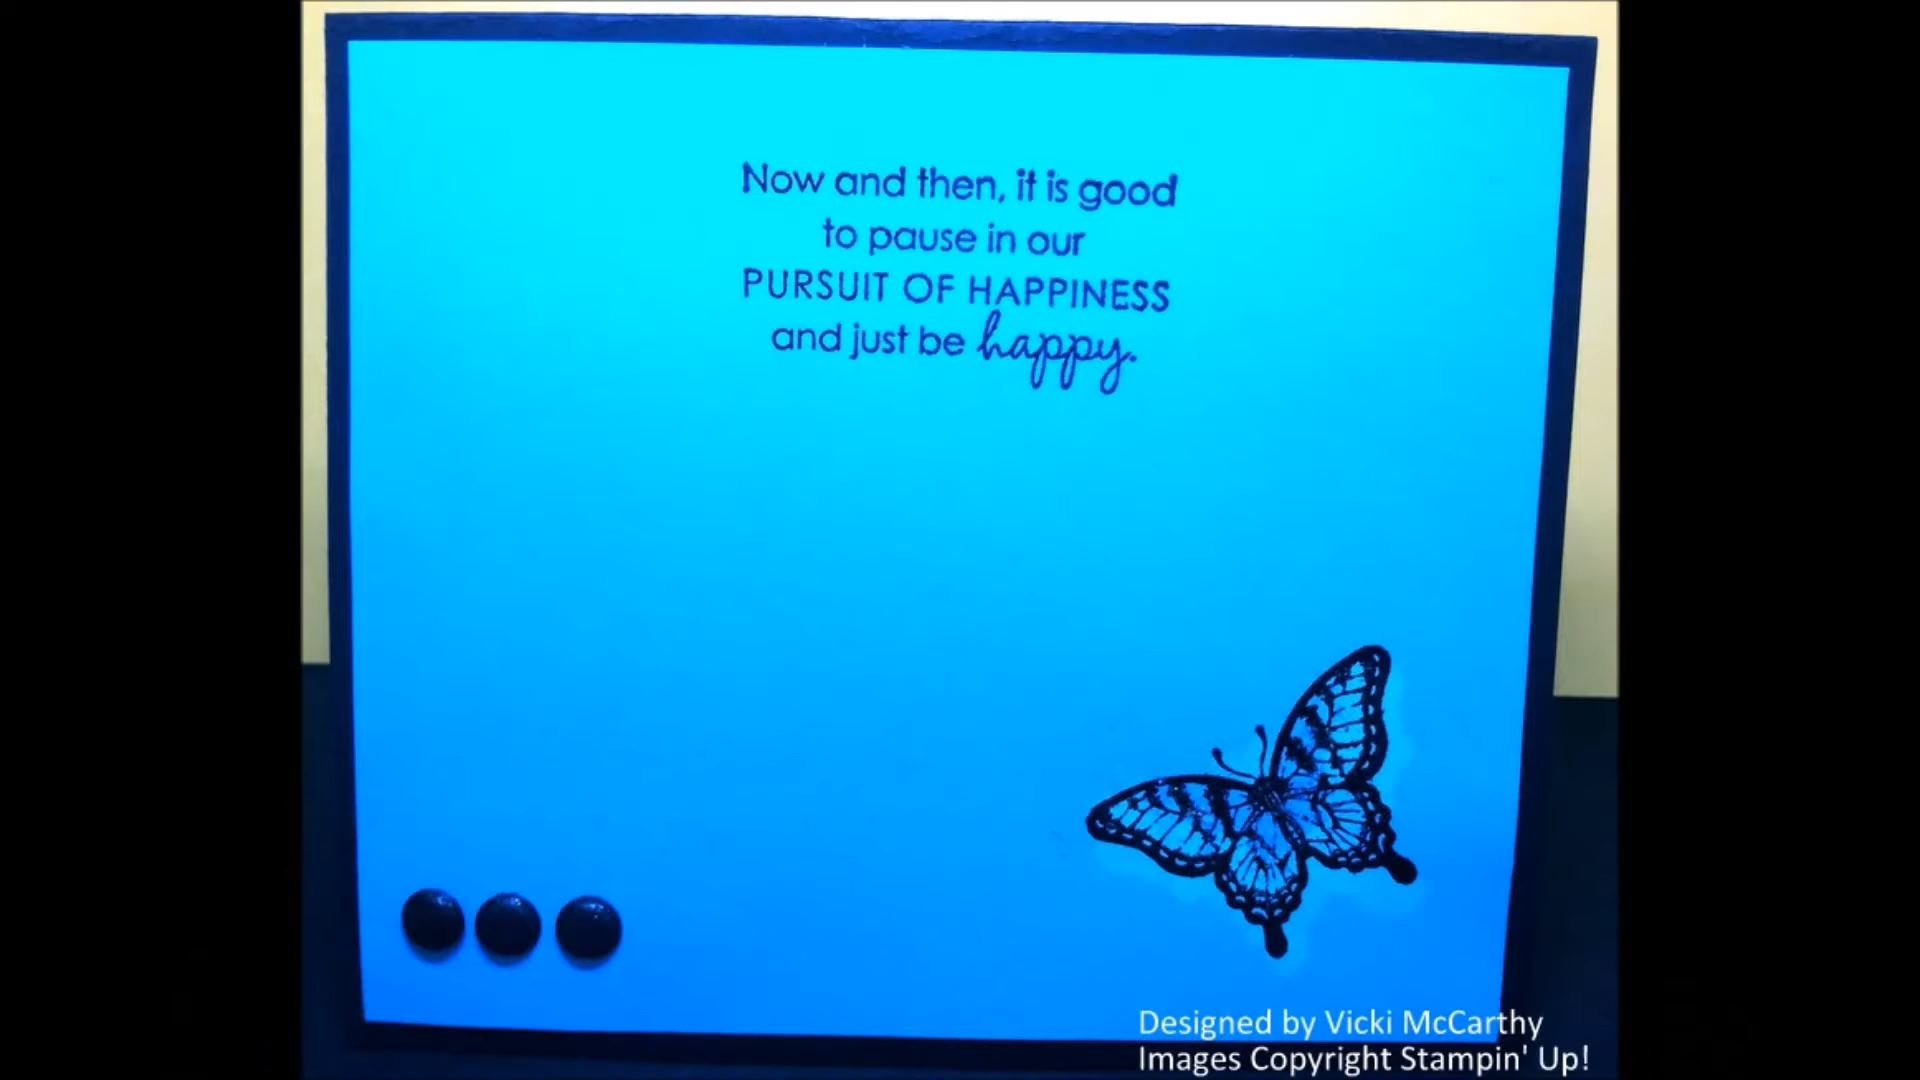 Now and then, it is good
to pause in our
PURSUIT OF HAPPINESS
and just be happy.
Designed by Vicki McCarthy
Images Copyright Stampin' Up!